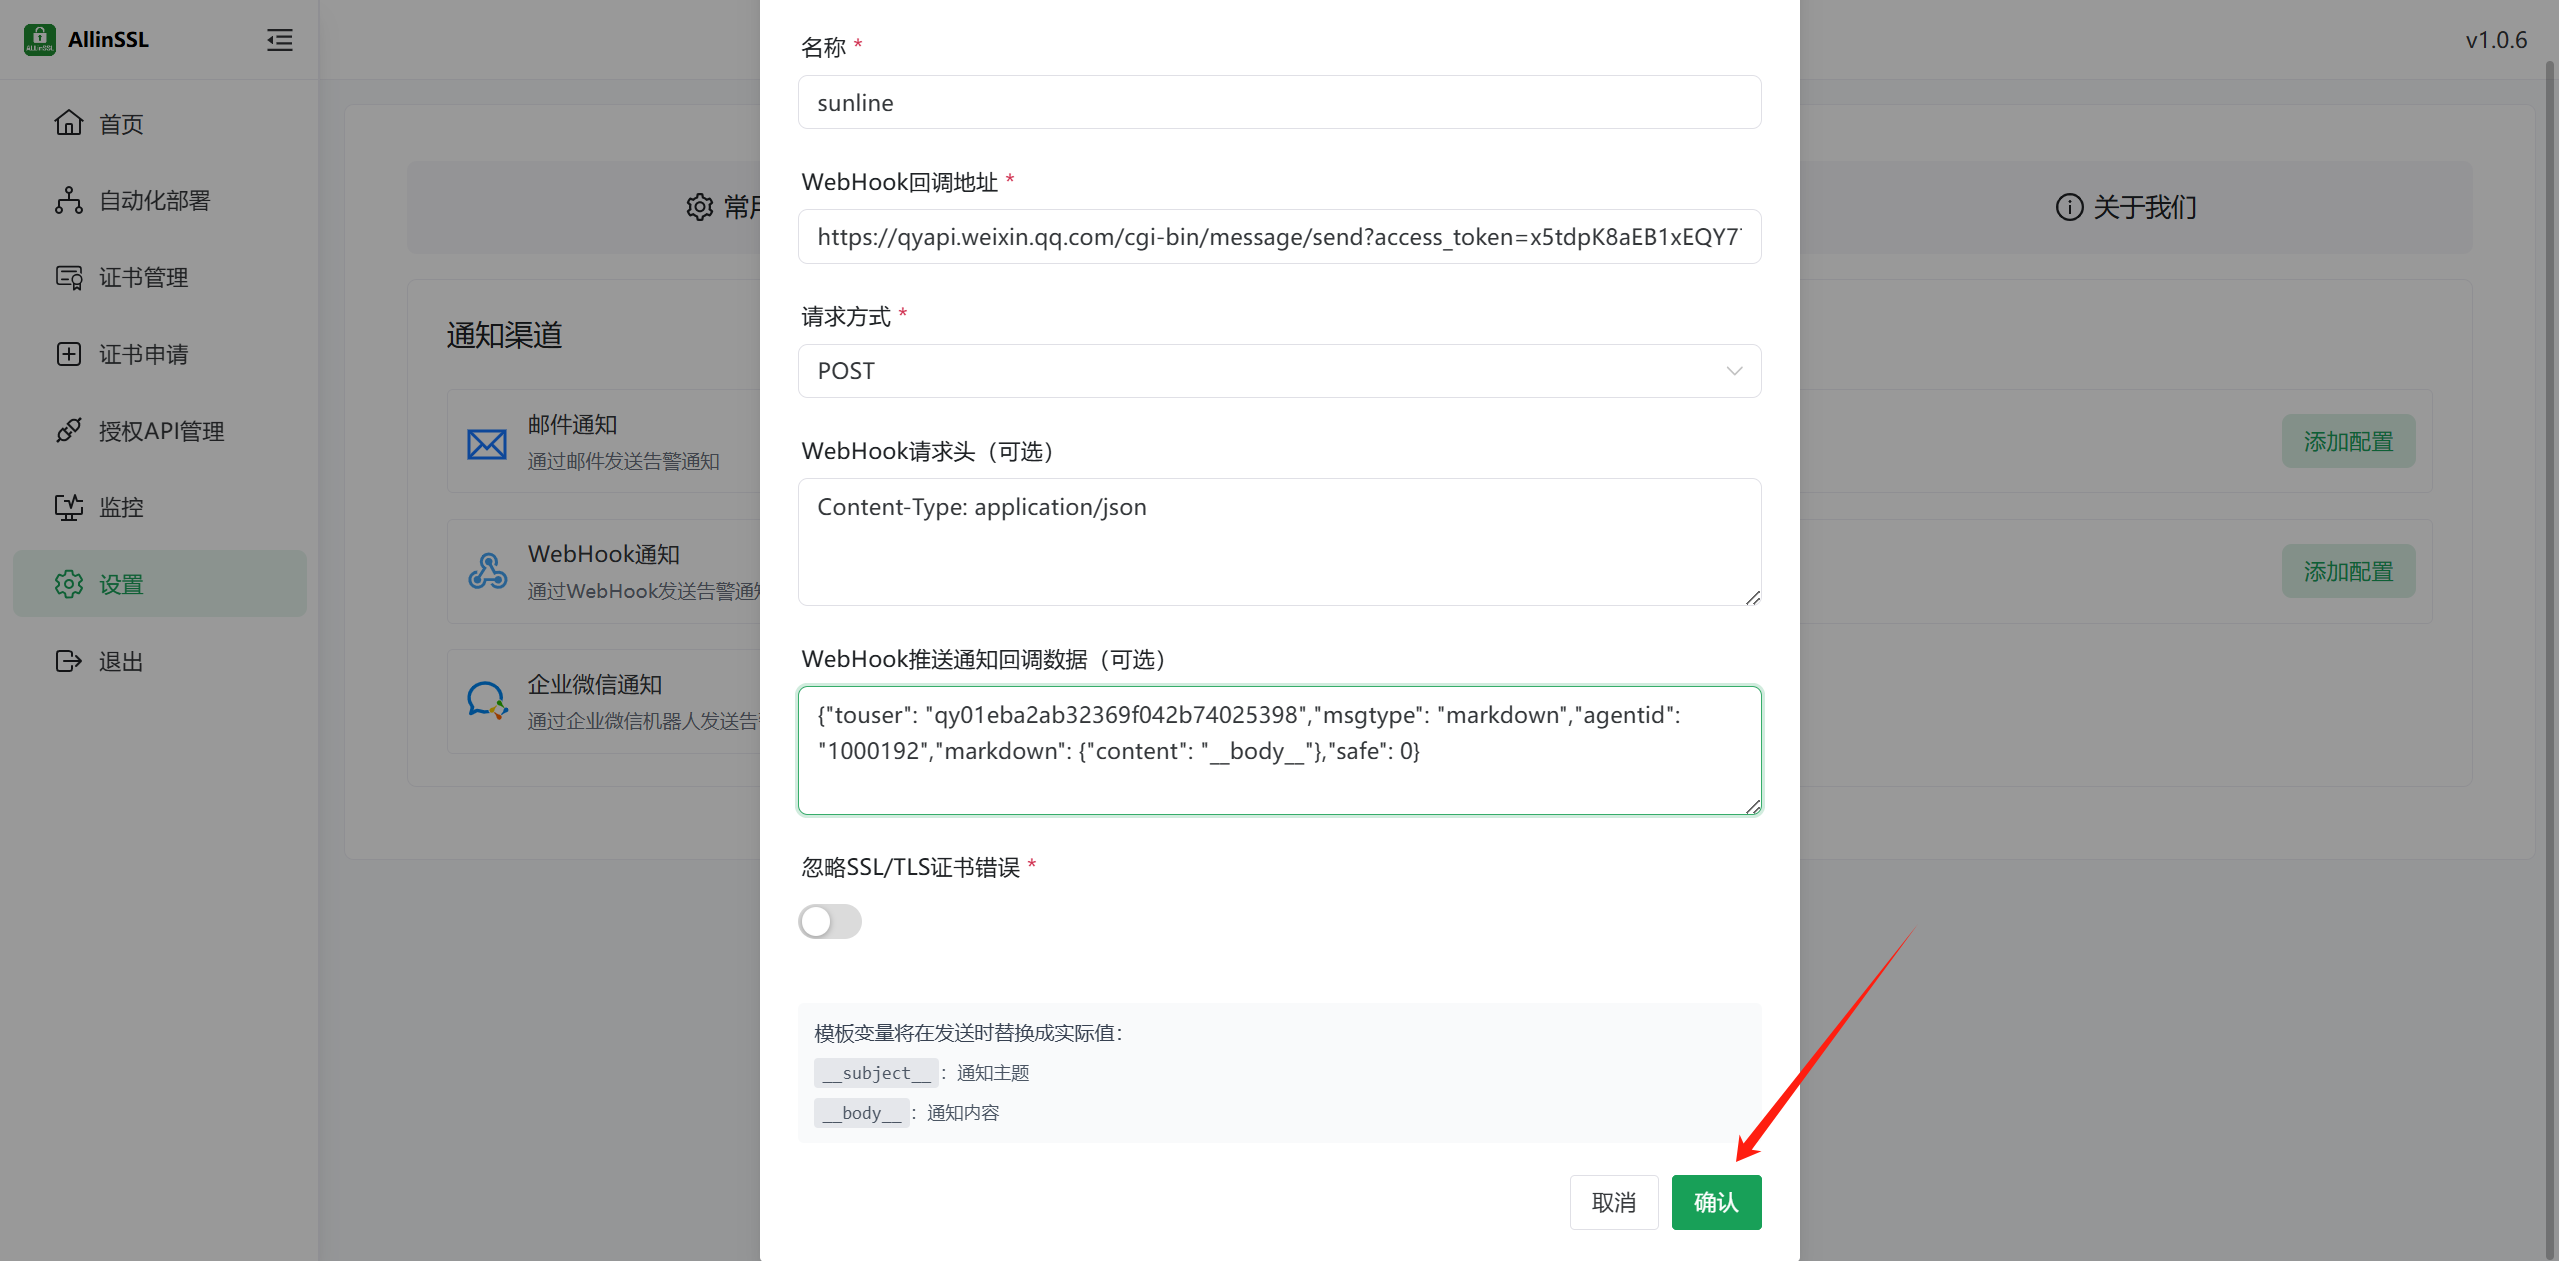 AllinSSL
v1.0.6
首页
自动化部署
证书管理
证书申请
授权API管理
监控
设置
退出
关于我们
通知渠道
邮件通知
通过邮件发送告警通知
添加配置
WebHook通知
通过WebHook发送告警通
添加配置
企业微信通知
通过企业微信机器人发送告
名称 *
sunline
WebHook回调地址 *
https://qyapi.weixin.qq.com/cgi-bin/message/send?access_token=x5tdpK8aEB1xEQY7
请求方式 *
POST
WebHook请求头（可选）
Content-Type: application/json
WebHook推送通知回调数据（可选）
{"touser": "qy01eba2ab32369f042b74025398","msgtype": "markdown","agentid":
"1000192","markdown": {"content": "__body__"},"safe": 0}
忽略SSL/TLS证书错误 *
模板变量将在发送时替换成实际值：
__subject__ ：通知主题
__body__ ：通知内容
取消
确认